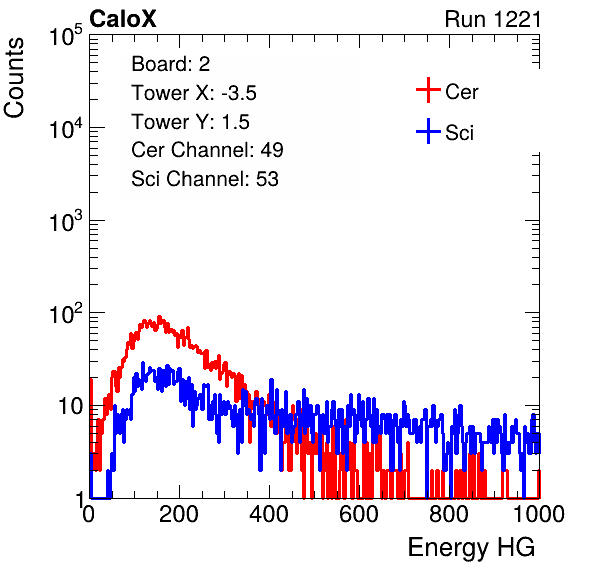 CaloX Run 1221
Counts
Board: 2
Tower X: -3.5
Tower Y: 1.5
Cer Channel: 49
Sci Channel: 53
Cer
Sci
10^5
10^4
10^3
10^2
10
1
0 200 400 600 800 1000
Energy HG